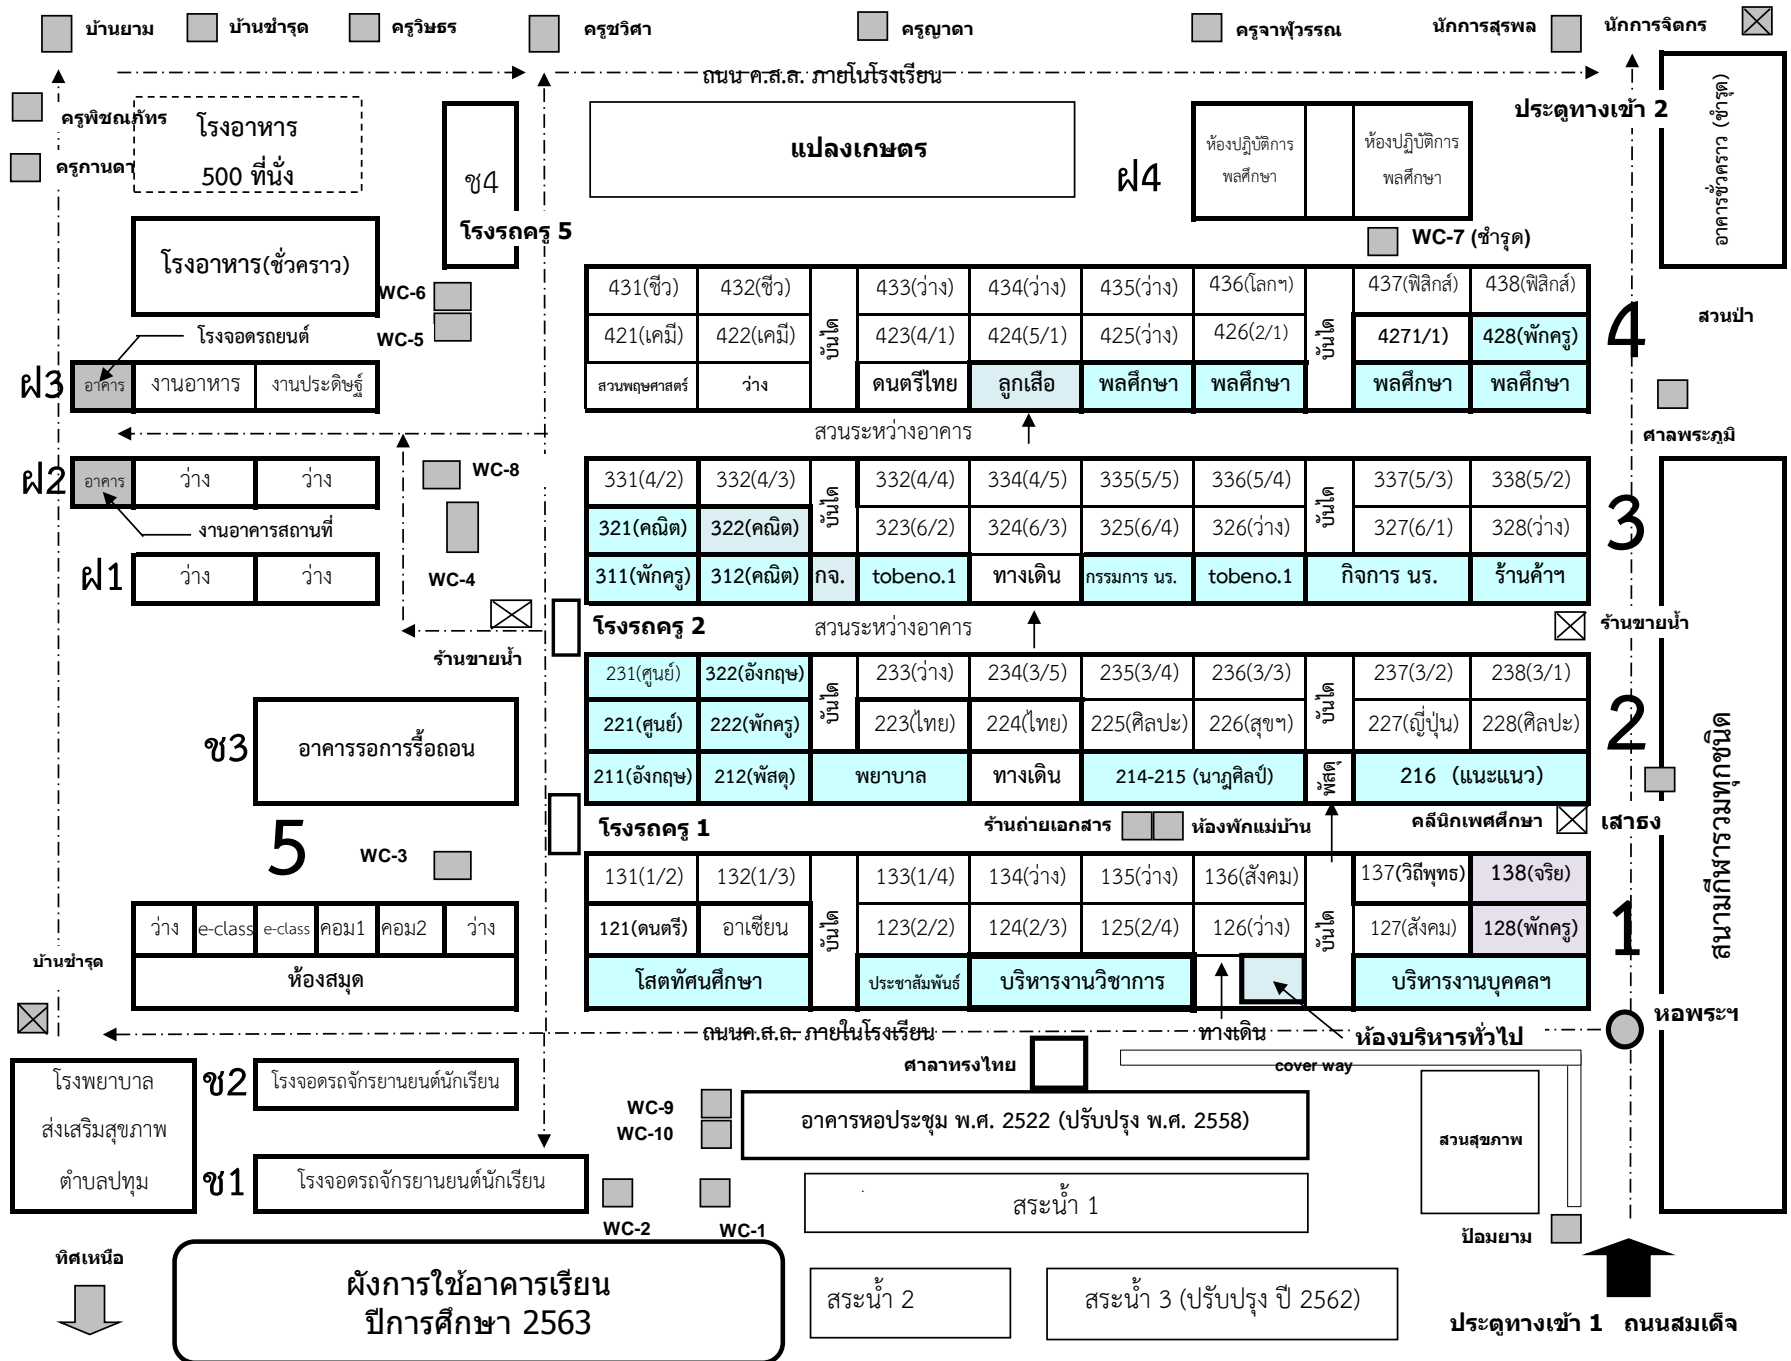 บ้านยาม
บ้านชำรุด
ครูวิษธร
ครูชวิศา
ครูญาดา
ครูจาฬุวรรณ
นักการสุรพล
นักการจิตกร
ถนน ค.ส.ล. ภายในโรงเรียน
ครูพิชณภัทร
ครูกานดา
โรงอาหาร
500 ที่นั่ง
ช4
โรงรถครู 5
แปลงเกษตร
ฝ4
ห้องปฎิบัติการ
พลศึกษา
ห้องปฏิบัติการ
พลศึกษา
ประตูทางเข้า 2
อาคารชั่วคราว (ชำรุด)
WC-7 (ชำรุด)
โรงอาหาร(ชั่วคราว)
WC-6
WC-5
โรงจอดรถยนต์
ฝ3
อาคาร
งานอาหาร
งานประดิษฐ์
431(ชีว) 432(ชีว) 433(ว่าง) 434(ว่าง) 435(ว่าง) 436(โลกฯ) 437(ฟิสิกส์) 438(ฟิสิกส์)
บันได
บันได
421(เคมี) 422(เคมี) 423(4/1) 424(5/1) 425(ว่าง) 426(2/1) 4271/1) 428(พักครู)
สวนพฤษศาสตร์ ว่าง ดนตรีไทย ลูกเสือ พลศึกษา พลศึกษา พลศึกษา พลศึกษา
4
สวนป่า
ศาลพระภูมิ
สวนระหว่างอาคาร
ฝ2
อาคาร
ว่าง
ว่าง
งานอาคารสถานที่
WC-8
WC-4
ฝ1
ว่าง
ว่าง
331(4/2) 332(4/3) 332(4/4) 334(4/5) 335(5/5) 336(5/4) 337(5/3) 338(5/2)
บันได
บันได
321(คณิต) 322(คณิต) 323(6/2) 324(6/3) 325(6/4) 326(ว่าง) 327(6/1) 328(ว่าง)
311(พักครู) 312(คณิต) กจ. tobeno.1 ทางเดิน กรรมการ นร. tobeno.1 กิจการ นร. ร้านค้าฯ
3
ร้านขายน้ำ
โรงรถครู 2
สวนระหว่างอาคาร
ร้านขายน้ำ
231(ศูนย์) 322(อังกฤษ) 233(ว่าง) 234(3/5) 235(3/4) 236(3/3) 237(3/2) 238(3/1)
บันได
บันได
221(ศูนย์) 222(พักครู) 223(ไทย) 224(ไทย) 225(ศิลปะ) 226(สุขฯ) 227(ญี่ปุ่น) 228(ศิลปะ)
211(อังกฤษ) 212(พัสดุ) พยาบาล ทางเดิน 214-215 (นาฏศิลป์) พัสดุ 216 (แนะแนว)
2
ช3
อาคารรอการรื้อถอน
โรงรถครู 1
ร้านถ่ายเอกสาร
ห้องพักแม่บ้าน
คลีนิกเพศศึกษา
เสาธง
สนามกีฬารวมทุกชนิด
5
WC-3
131(1/2) 132(1/3) 133(1/4) 134(ว่าง) 135(ว่าง) 136(สังคม) 137(วิถีพุทธ) 138(จริย)
บันได
บันได
121(ดนตรี) อาเซียน 123(2/2) 124(2/3) 125(2/4) 126(ว่าง) 127(สังคม) 128(พักครู)
โสตทัศนศึกษา ประชาสัมพันธ์ บริหารงานวิชาการ บริหารงานบุคคลฯ
1
ว่าง e-class e-class คอม1 คอม2 ว่าง
ห้องสมุด
บ้านชำรุด
ถนนค.ส.ล. ภายในโรงเรียน
ทางเดิน
ห้องบริหารทั่วไป
หอพระฯ
ศาลาทรงไทย
cover way
โรงพยาบาล
ส่งเสริมสุขภาพ
ตำบลปทุม
ช2
โรงจอดรถจักรยานยนต์นักเรียน
ช1
โรงจอดรถจักรยานยนต์นักเรียน
WC-9
WC-10
อาคารหอประชุม พ.ศ. 2522 (ปรับปรุง พ.ศ. 2558)
สวนสุขภาพ
WC-2
WC-1
สระน้ำ 1
ป้อมยาม
ทิศเหนือ
ผังการใช้อาคารเรียน
ปีการศึกษา 2563
สระน้ำ 2
สระน้ำ 3 (ปรับปรุง ปี 2562)
ประตูทางเข้า 1 ถนนสมเด็จ